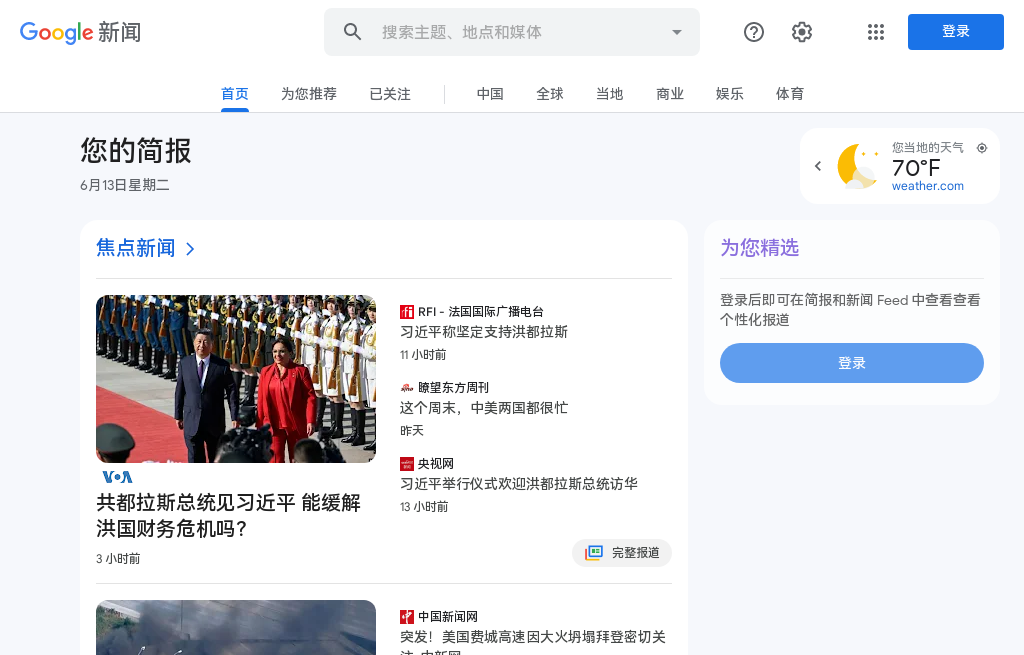 Google 新闻
搜索主题、地点和媒体
登录
首页
为您推荐
已关注
中国
全球
当地
商业
娱乐
体育
您的简报
6月13日星期二
您当地的天气
70°F
weather.com
焦点新闻
VOA
共都拉斯总统见习近平 能缓解
洪国财务危机吗?
3 小时前
rfi RFI - 法国国际广播电台
习近平称坚定支持洪都拉斯
11 小时前
瞭望东方周刊
这个周末，中美两国都很忙
昨天
央视网
习近平举行仪式欢迎洪都拉斯总统访华
13 小时前
完整报道
中国新闻网
突发！美国费城高速因大火坍塌拜登密切关
注-中新网
为您精选
登录后即可在简报和新闻 Feed 中查看查看
个性化报道
登录